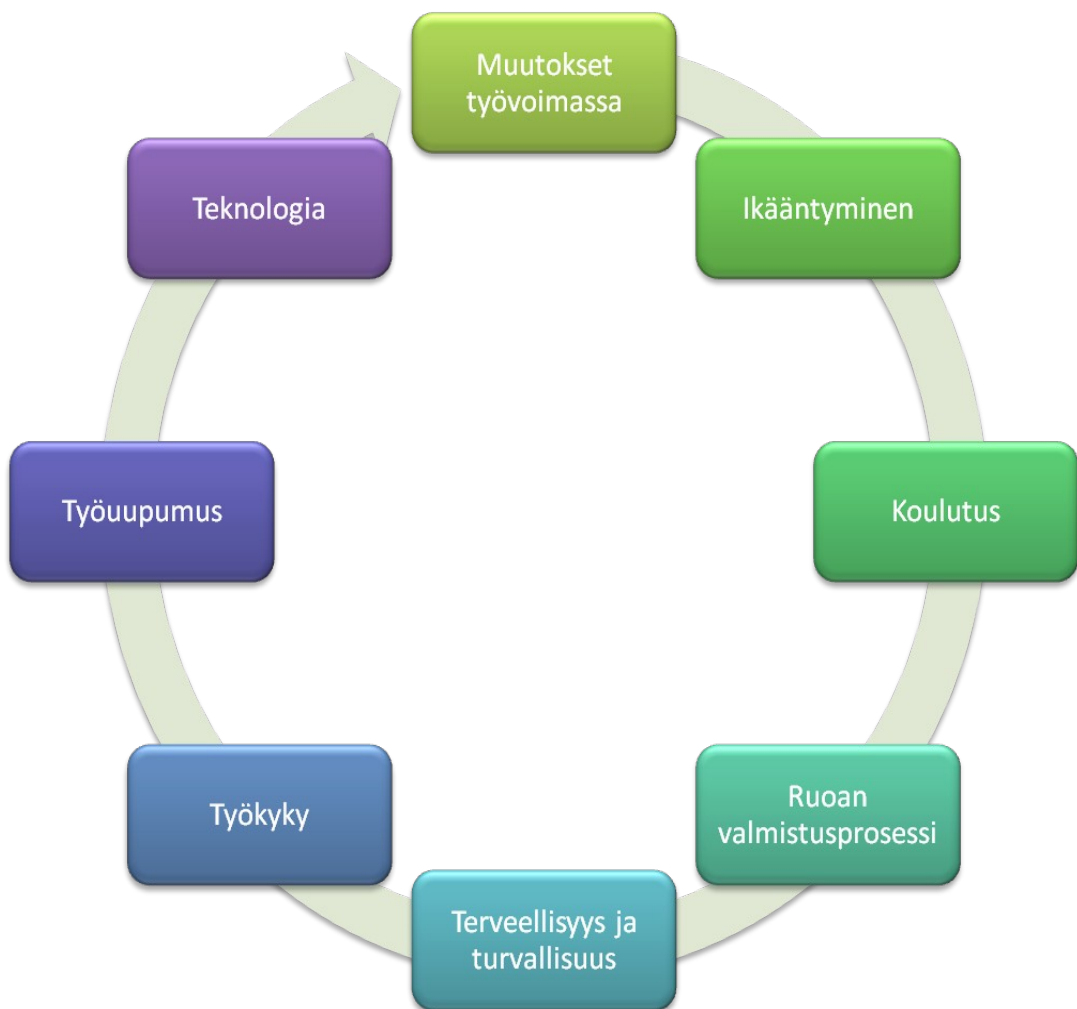 Muutokset
työvoimassa
Ikääntyminen
Koulutus
Ruoan
valmistusprosessi
Terveellisyys ja
turvallisuus
Työkyky
Työuupumus
Teknologia